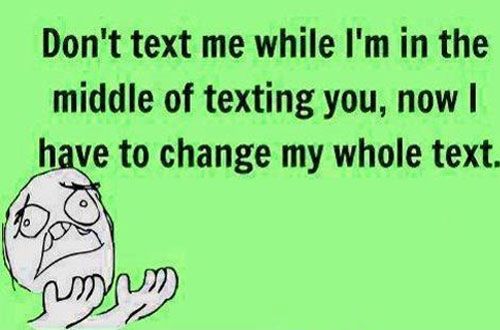 Don't text me while I'm in the
middle of texting you, now I
have to change my whole text.